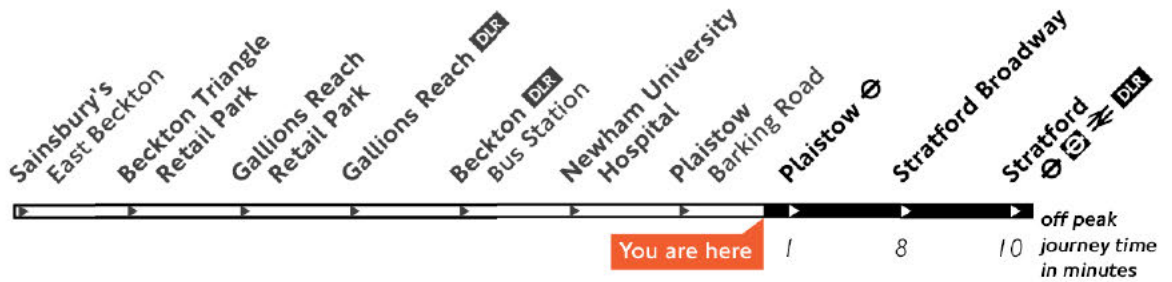 Sainsbury's
East Beckton
Beckton Triangle
Retail Park
Gallions Reach
Retail Park
Gallions Reach DLR
Beckton DLR
Bus Station
Newham University
Hospital
Plaistow
Barking Road
Plaistow
Stratford Broadway
Stratford
DLR
You are here
1
8
10
off peak
journey time
in minutes